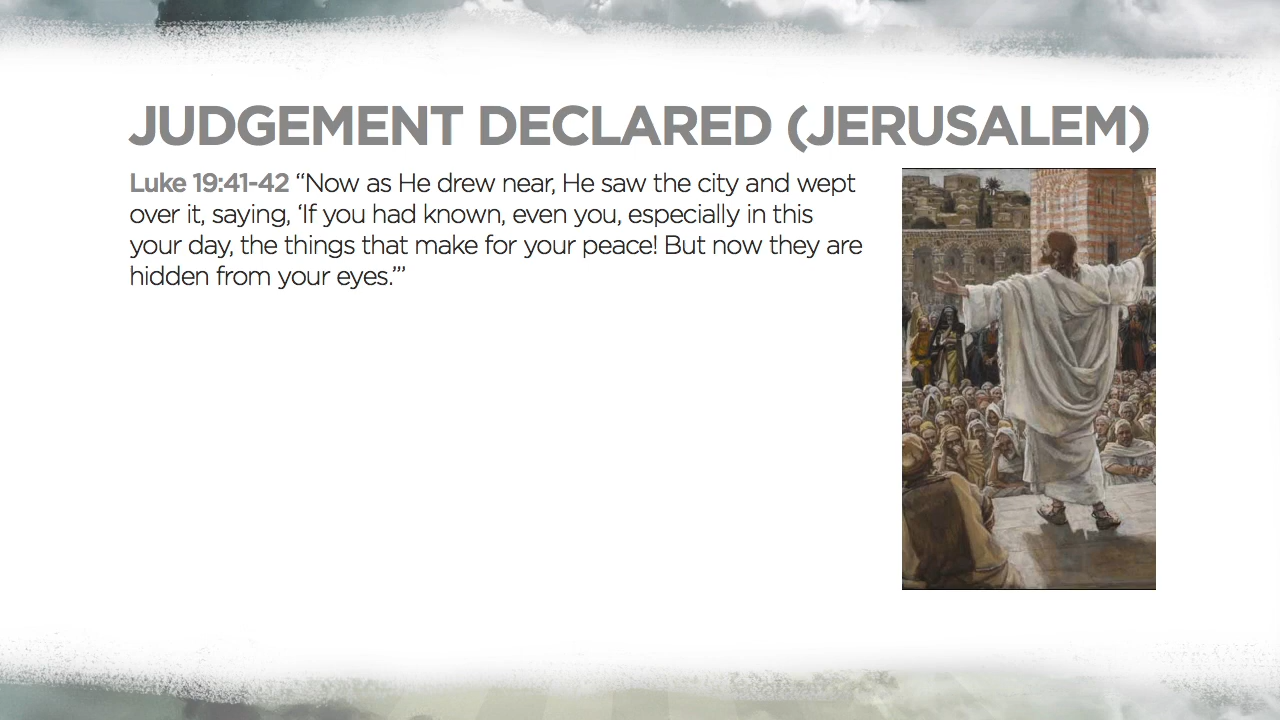 JUDGEMENT DECLARED (JERUSALEM)
Luke 19:41-42 “Now as He drew near, He saw the city and wept
over it, saying, ‘If you had known, even you, especially in this
your day, the things that make for your peace! But now they are
hidden from your eyes.’”